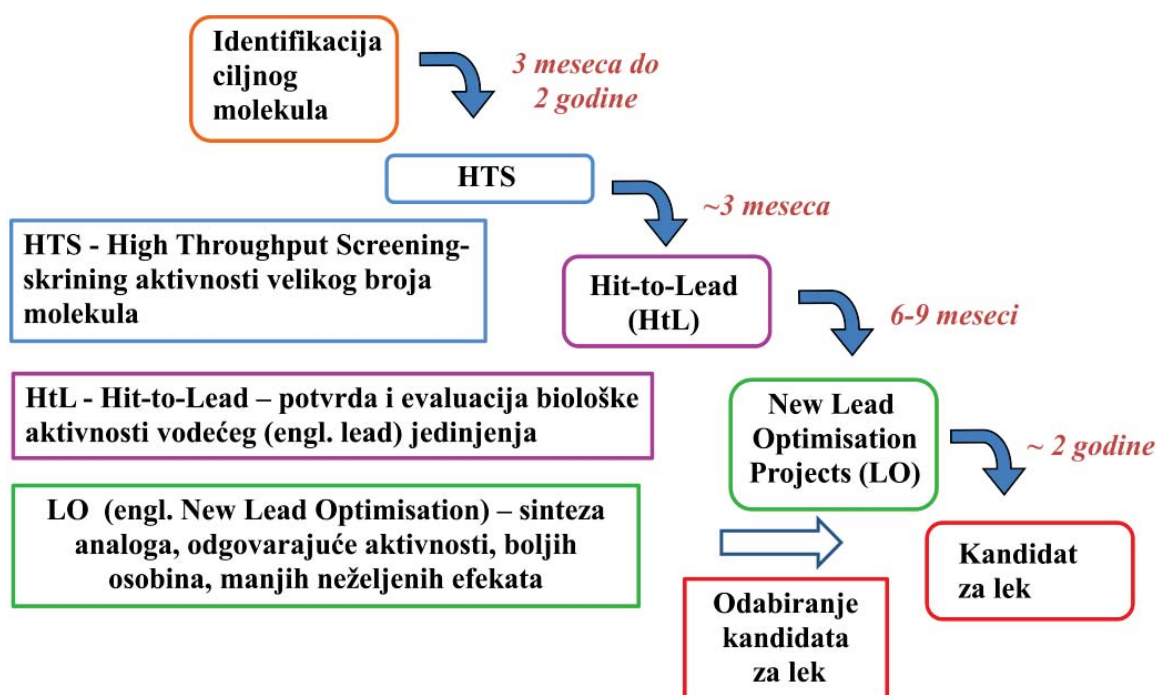 Identifikacija
ciljnog
molekula
3 meseca do
2 godine
HTS
~3 meseca
HTS - High Throughput Screening-
skrining aktivnosti velikog broja
molekula
Hit-to-Lead
(HtL)
6-9 meseci
HtL - Hit-to-Lead – potvrda i evaluacija biološke
aktivnosti vodećeg (engl. lead) jedinjenja
New Lead
Optimisation
Projects (LO)
~ 2 godine
LO (engl. New Lead Optimisation) – sinteza
analoga, odgovarajuće aktivnosti, boljih
osobina, manjih neželjenih efekata
Kandidat
za lek
Odabiranje
kandidata
za lek